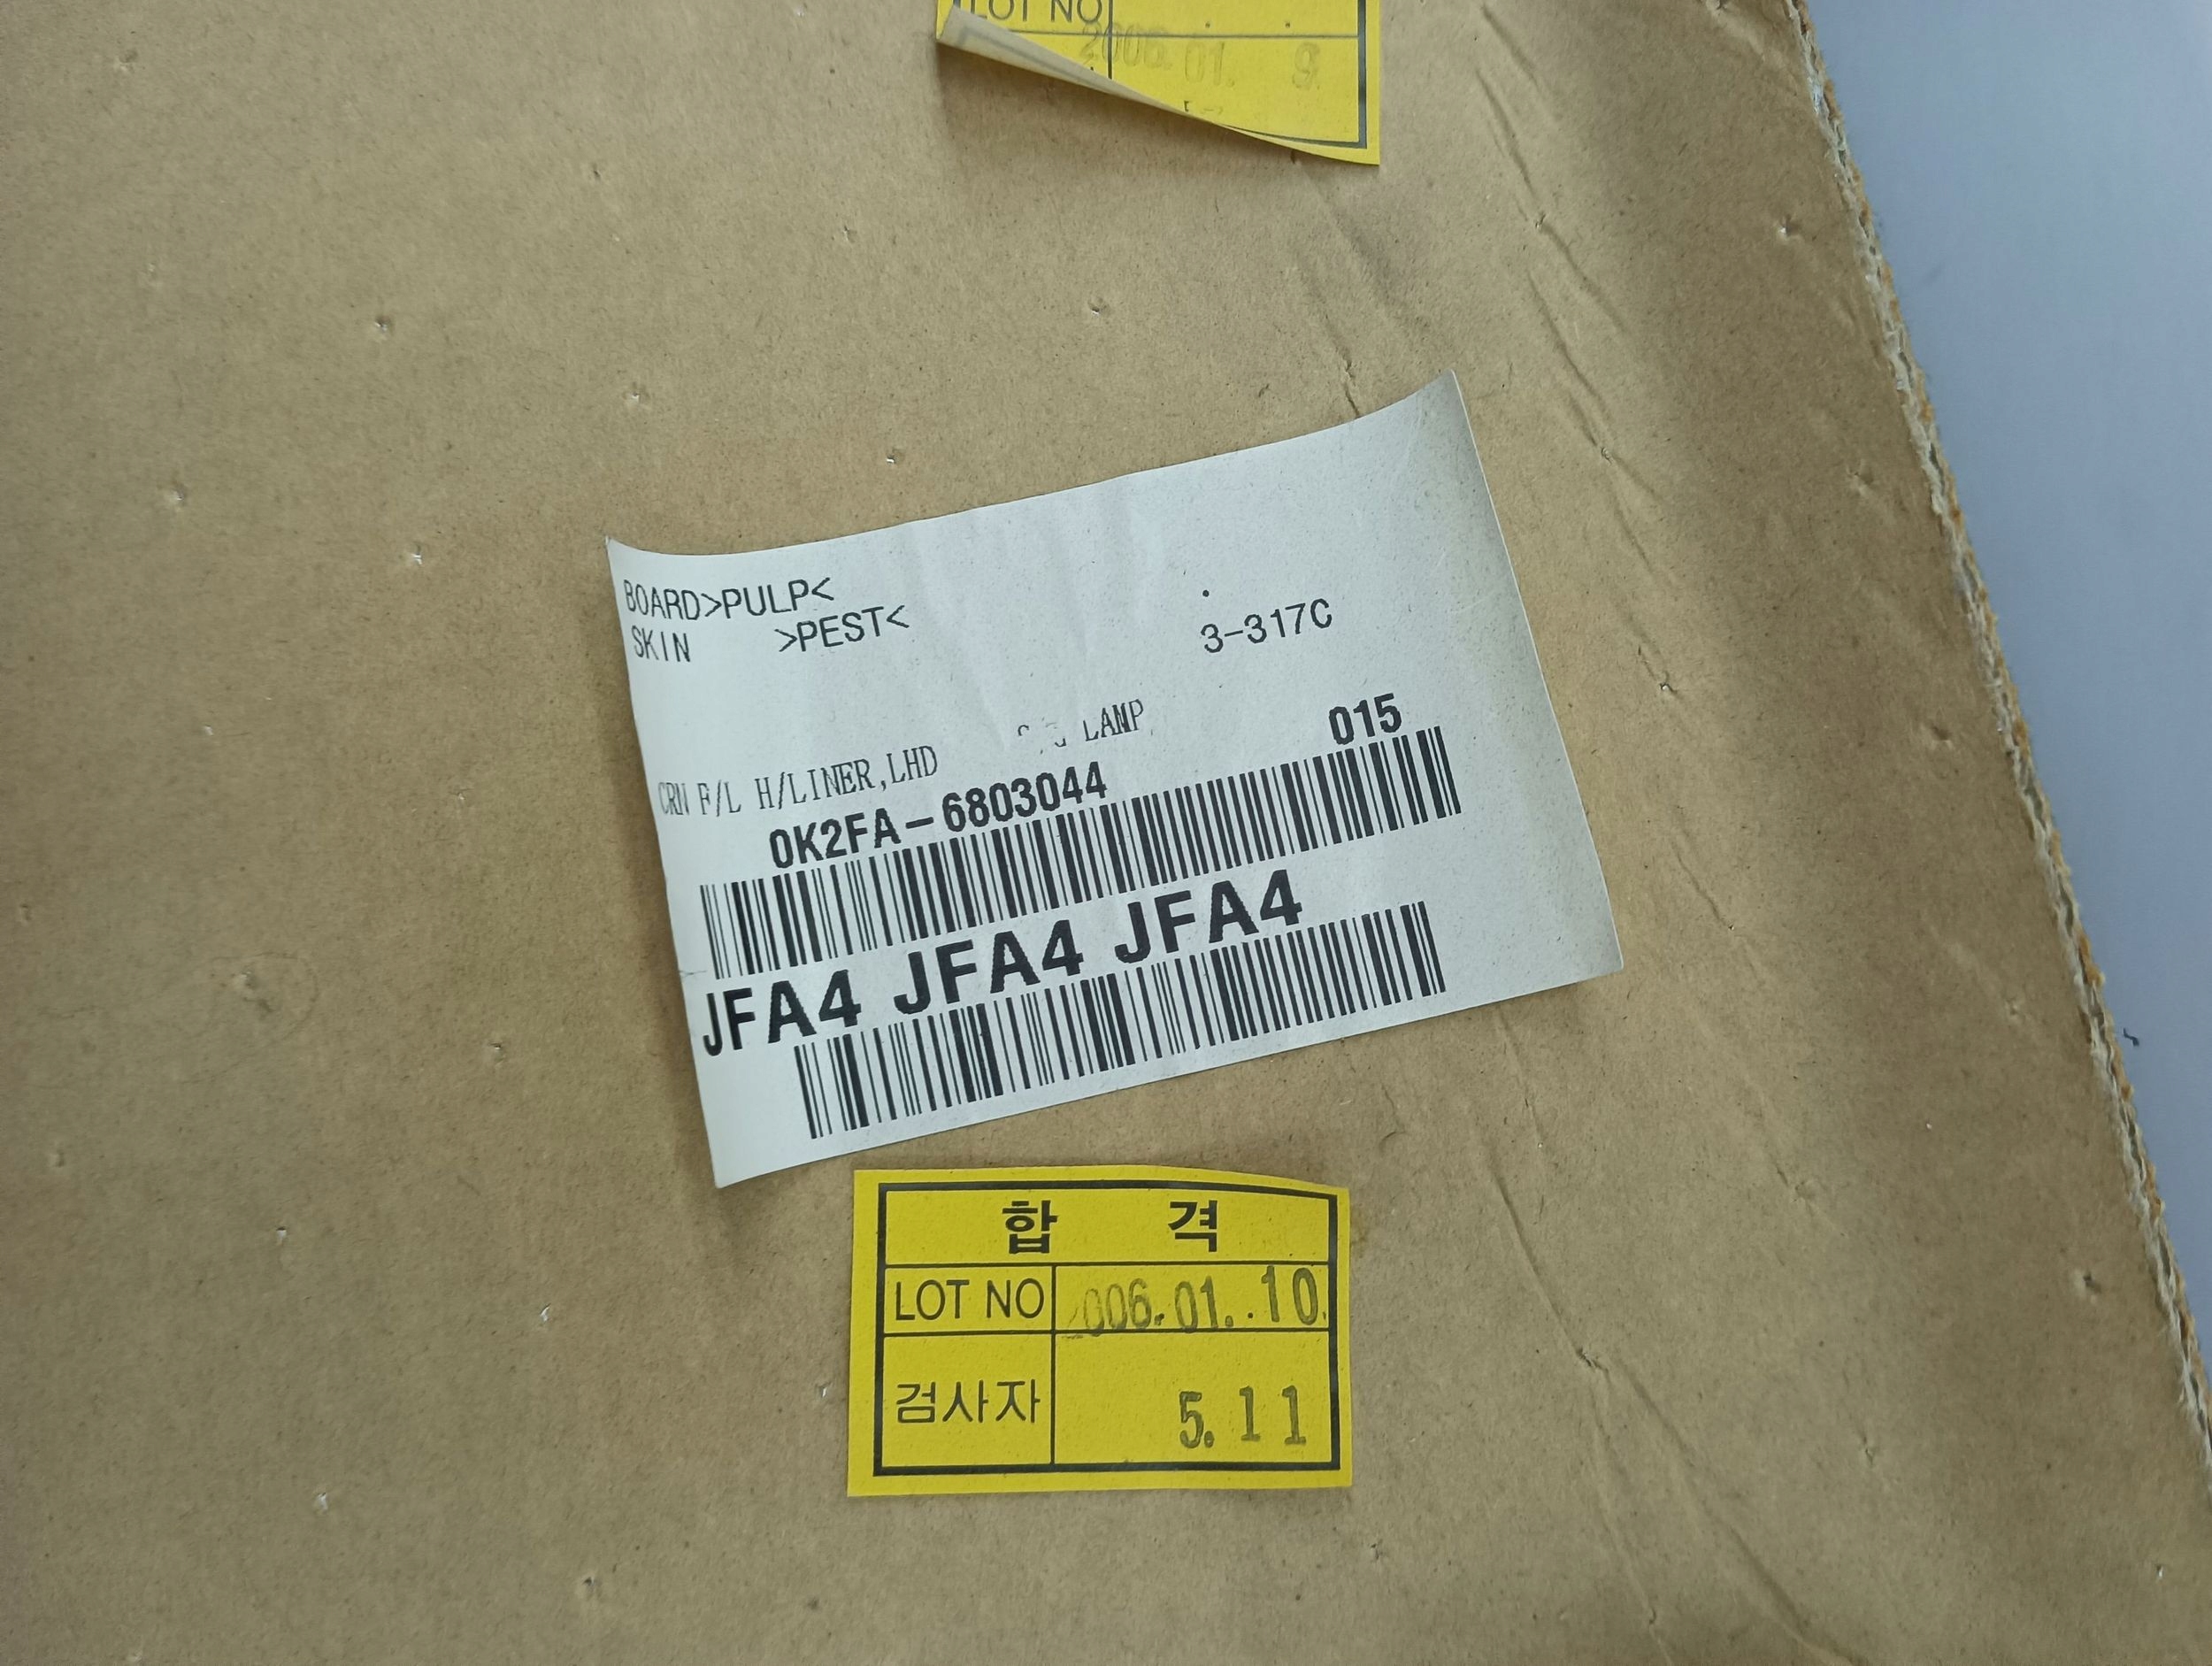 LOT NO
2006. 01. 9.
BOARD>PULP<
SKIN >PEST<
3-317C
CRN F/L H/LINER,LHD LAMP
0K2FA-6803044 015
JFA4 JFA4 JFA4
합 격
LOT NO 2006. 01. 10.
검사자 5. 11